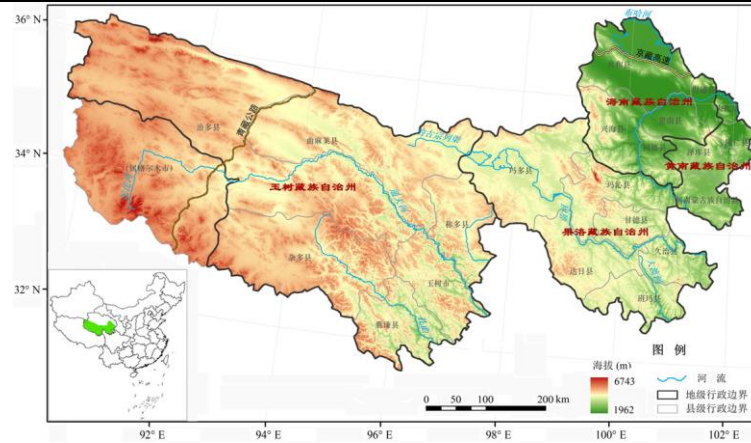 36° N
34° N
32° N
布哈河
京藏高速
共和县
海南藏族自治州
兴海县
泽库县
黄南藏族自治州
河南蒙古族自治县
青藏公路
治多县
曲麻莱县
玉树藏族自治州
杂多县
称多县
玉树市
囊谦县
玛多县
玛沁县
甘德县
果洛藏族自治州
久治县
达日县
班玛县
黄河
通天河
图 例
海拔 (m)
6743
1962
河 流
地级行政边界
县级行政边界
0 50 100 200 km
92° E
94° E
96° E
98° E
100° E
102° E